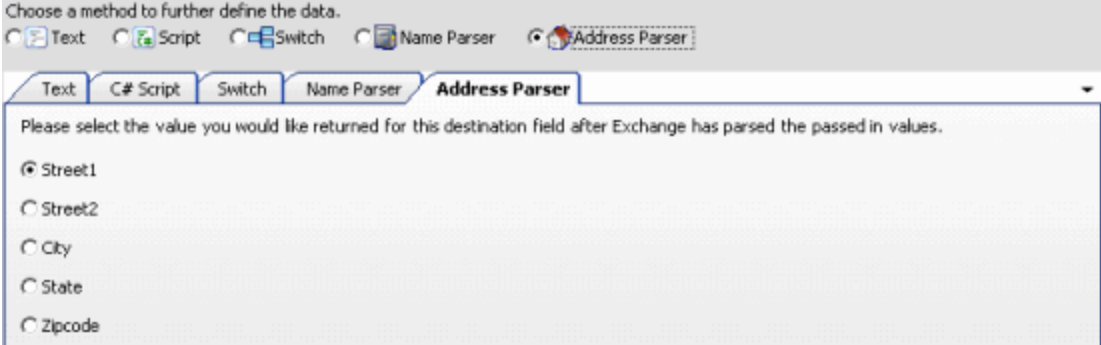 Choose a method to further define the data.
Text Script Switch Name Parser Address Parser
Text C# Script Switch Name Parser Address Parser
Please select the value you would like returned for this destination field after Exchange has parsed the passed in values.
Street1
Street2
City
State
Zipcode